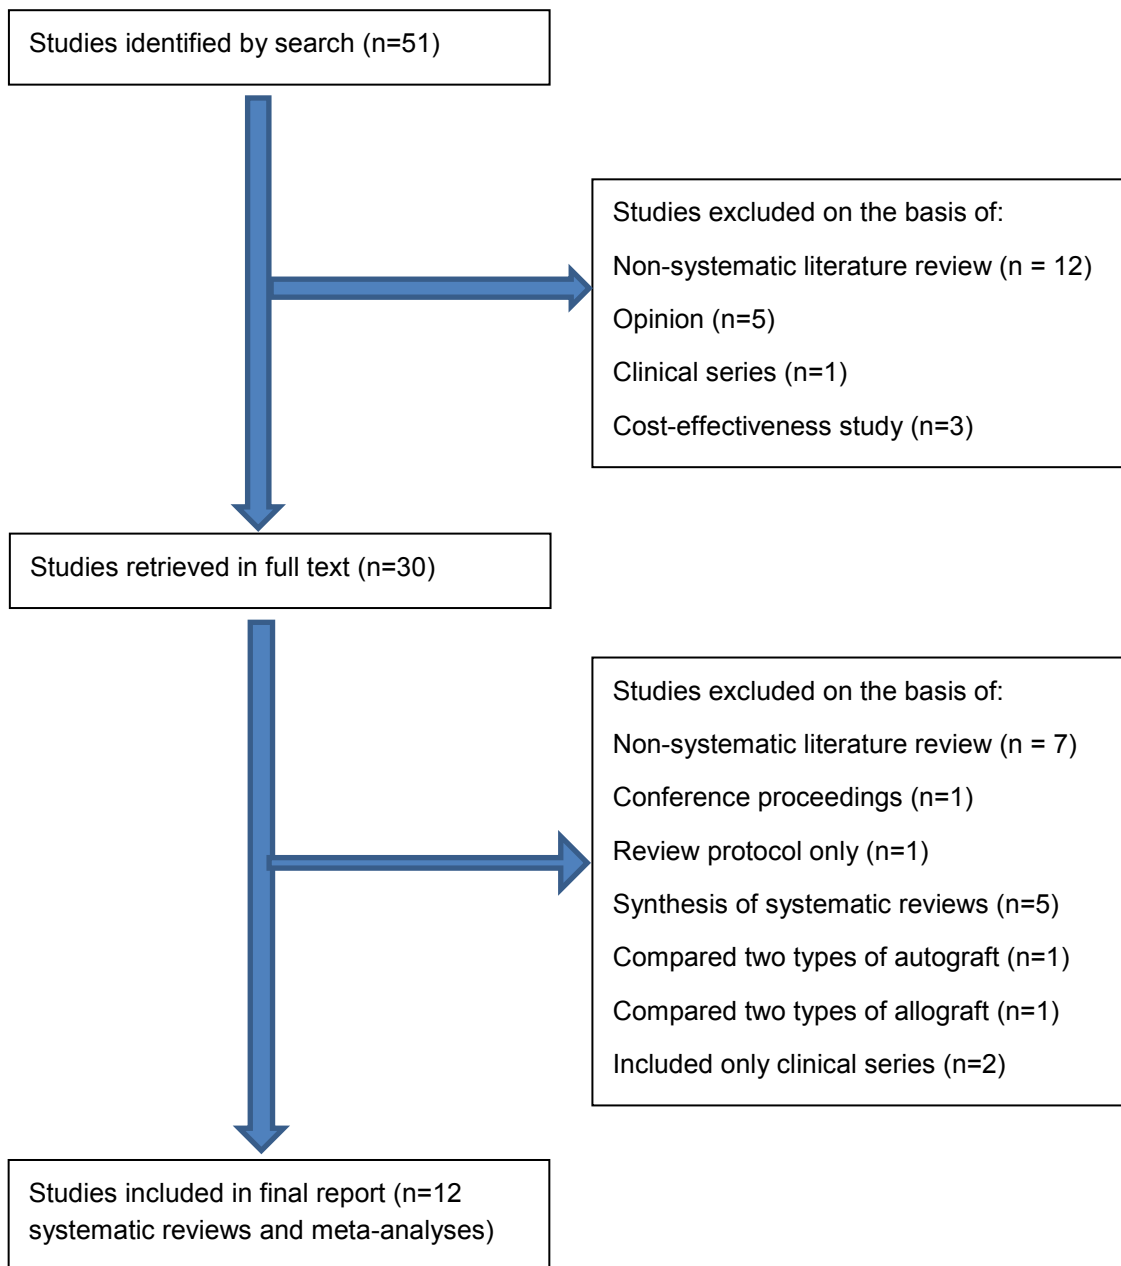 Studies identified by search (n=51)
Studies excluded on the basis of:
Non-systematic literature review (n = 12)
Opinion (n=5)
Clinical series (n=1)
Cost-effectiveness study (n=3)
Studies retrieved in full text (n=30)
Studies excluded on the basis of:
Non-systematic literature review (n = 7)
Conference proceedings (n=1)
Review protocol only (n=1)
Synthesis of systematic reviews (n=5)
Compared two types of autograft (n=1)
Compared two types of allograft (n=1)
Included only clinical series (n=2)
Studies included in final report (n=12
systematic reviews and meta-analyses)